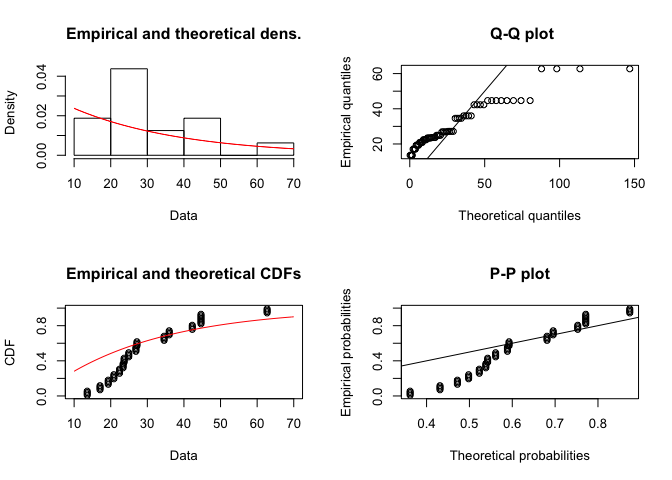 Empirical and theoretical dens.
Density
0.00
0.02
0.04
10 20 30 40 50 60 70
Data
Q-Q plot
Empirical quantiles
20
40
60
0 50 100 150
Theoretical quantiles
Empirical and theoretical CDFs
CDF
0.0
0.4
0.8
10 20 30 40 50 60 70
Data
P-P plot
Empirical probabilities
0.0
0.4
0.8
0.4 0.5 0.6 0.7 0.8
Theoretical probabilities